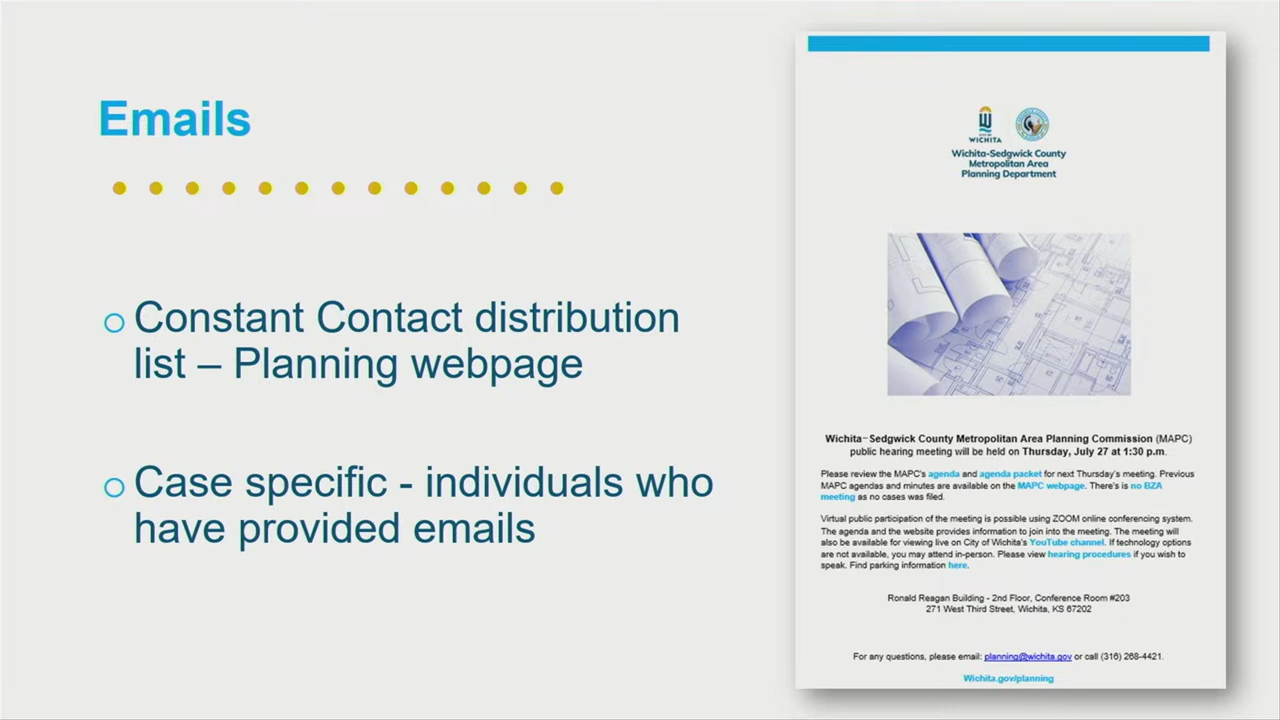 Emails
Constant Contact distribution
list – Planning webpage
Case specific - individuals who
have provided emails
CITY OF
WICHITA
Wichita-Sedgwick County
Metropolitan Area
Planning Department
Wichita-Sedgwick County Metropolitan Area Planning Commission (MAPC)
public hearing meeting will be held on Thursday, July 27 at 1:30 p.m.
Please review the MAPC's agenda and agenda packet for next Thursday's meeting. Previous
MAPC agendas and minutes are available on the MAPC webpage. There's is no BZA
meeting as no cases was filed.
Virtual public participation of the meeting is possible using ZOOM online conferencing system.
The agenda and the website provides information to join into the meeting. The meeting will
also be available for viewing live on City of Wichita's YouTube channel. If technology options
are not available, you may attend in-person. Please view hearing procedures if you wish to
speak. Find parking information here.
Ronald Reagan Building - 2nd Floor, Conference Room #203
271 West Third Street, Wichita, KS 67202
For any questions, please email: planning@wichita.gov or call (316) 268-4421.
Wichita.gov/planning